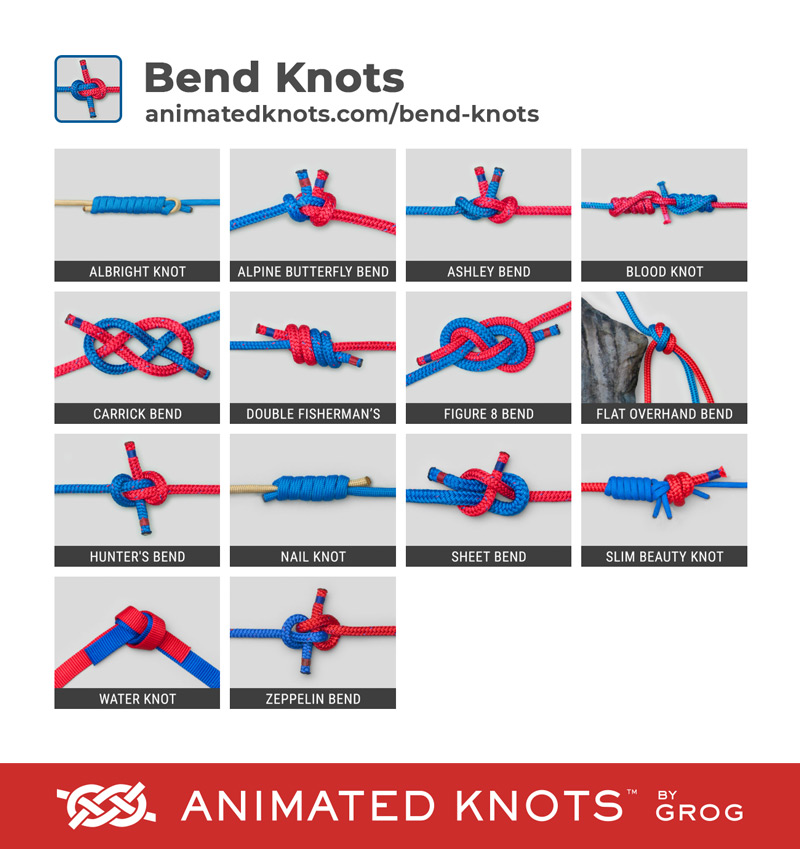 Bend Knots
animatedknots.com/bend-knots
ALBRIGHT KNOT
ALPINE BUTTERFLY BEND
ASHLEY BEND
BLOOD KNOT
CARRICK BEND
DOUBLE FISHERMAN'S
FIGURE 8 BEND
FLAT OVERHAND BEND
HUNTER'S BEND
NAIL KNOT
SHEET BEND
SLIM BEAUTY KNOT
WATER KNOT
ZEPPELIN BEND
ANIMATED KNOTS™ BY GROG